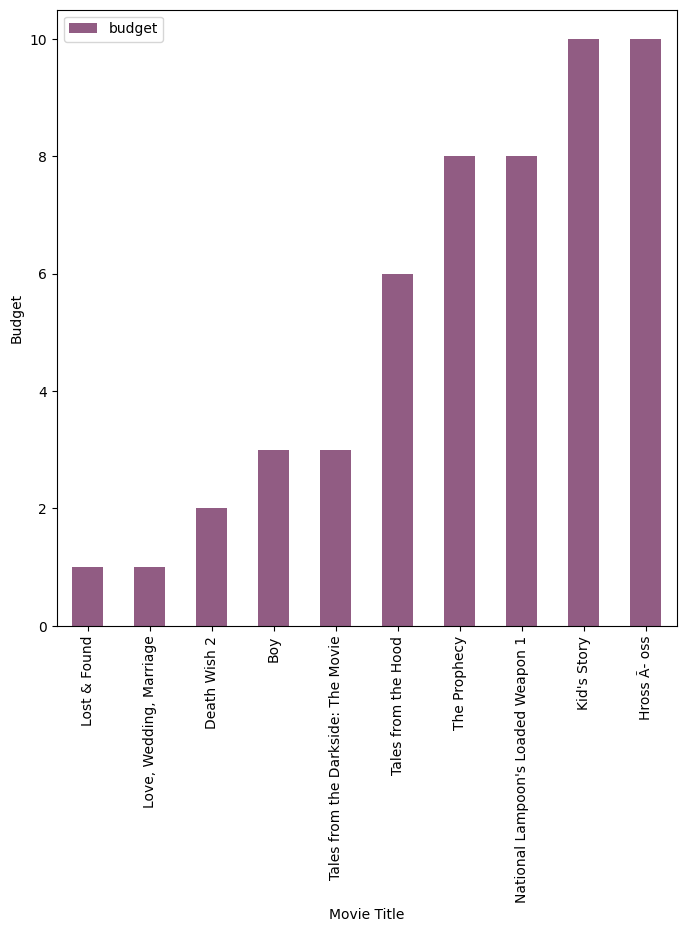 budget
10
8
6
4
2
0
Budget
Lost & Found
Love, Wedding, Marriage
Death Wish 2
Boy
Tales from the Darkside: The Movie
Tales from the Hood
The Prophecy
National Lampoon's Loaded Weapon 1
Kid's Story
Hross Ã- oss
Movie Title